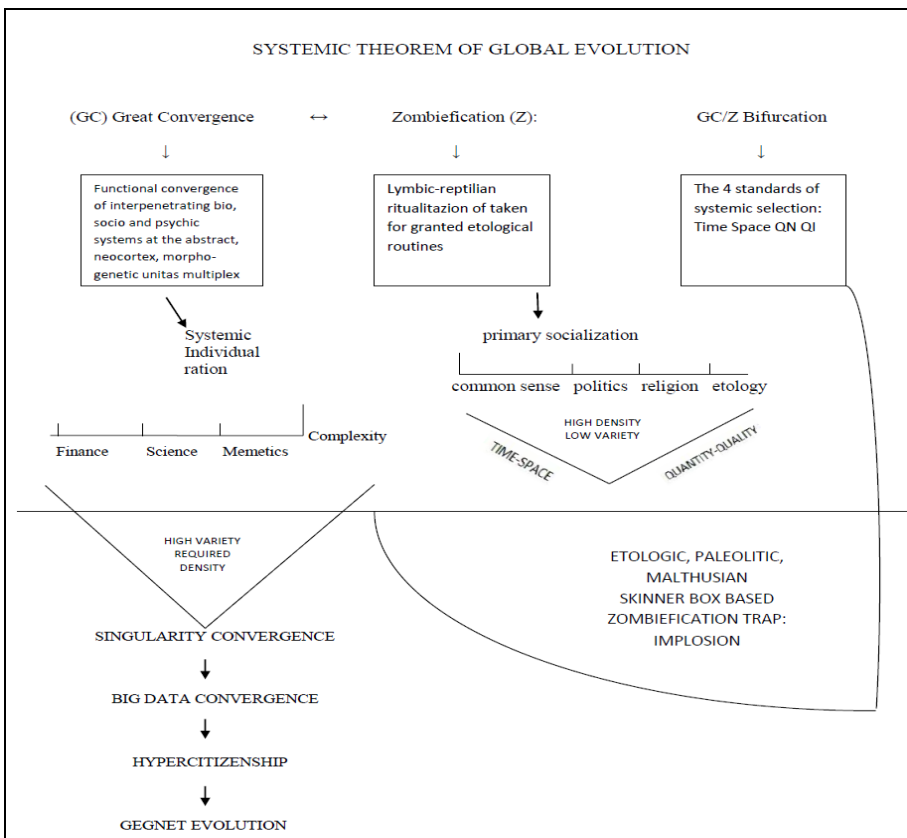 SYSTEMIC THEOREM OF GLOBAL EVOLUTION
(GC) Great Convergence ↔ Zombiefication (Z): GC/Z Bifurcation
↓ ↓ ↓
Functional convergence
of interpenetrating bio,
socio and psychic
systems at the abstract,
neocortex, morpho-
genetic unitas multiplex
Lymbic-reptilian
ritualitazion of taken
for granted etological
routines
The 4 standards of
systemic selection:
Time Space QN QI
Systemic
Individual
ration
primary socialization
common sense politics religion etology
HIGH DENSITY
LOW VARIETY
TIME-SPACE
QUANTITY-QUALITY
Complexity
Finance Science Memetics
HIGH VARIETY
REQUIRED
DENSITY
ETOLOGIC, PALEOLITIC,
MALTHUSIAN
SKINNER BOX BASED
ZOMBIEFICATION TRAP:
IMPLOSION
SINGULARITY CONVERGENCE
BIG DATA CONVERGENCE
HYPERCITIZENSHIP
GEGNET EVOLUTION